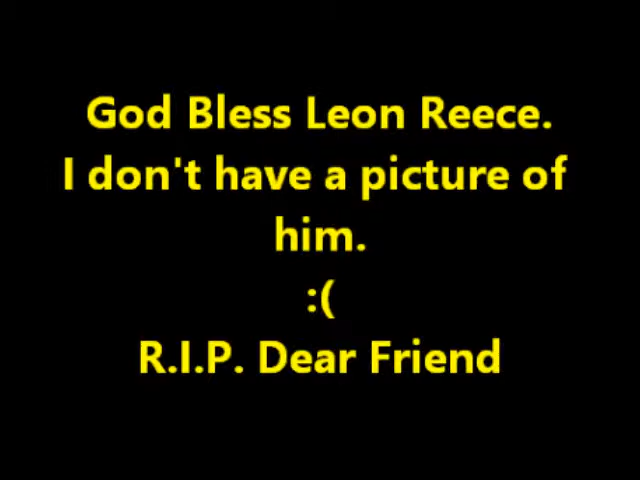 God Bless Leon Reece.
I don't have a picture of
him.
:(
R.I.P. Dear Friend